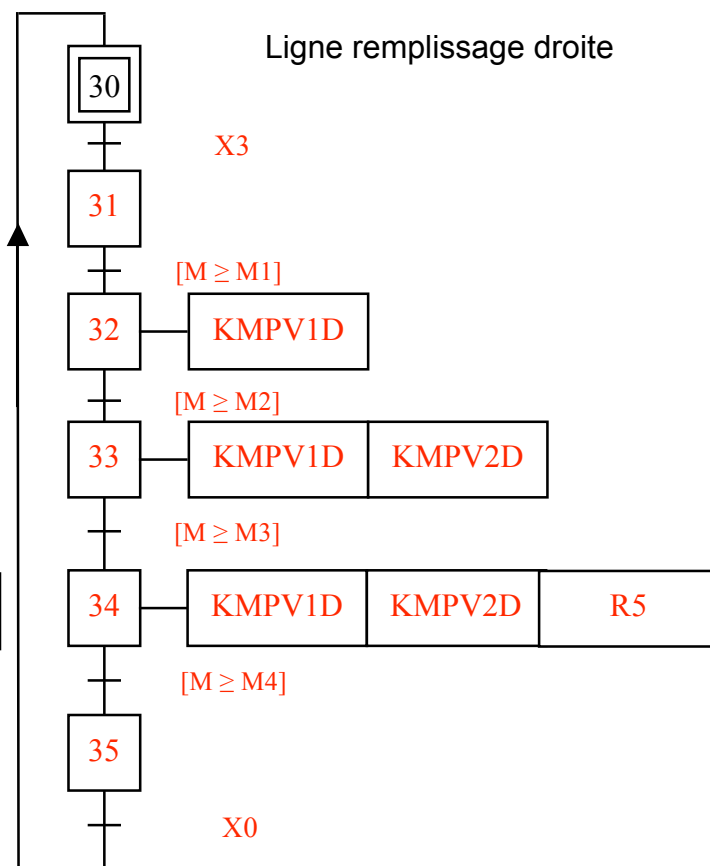 Ligne remplissage droite
30
X3
31
[M ≥ M1]
32 KMPV1D
[M ≥ M2]
33 KMPV1D KMPV2D
[M ≥ M3]
34 KMPV1D KMPV2D R5
[M ≥ M4]
35
X0